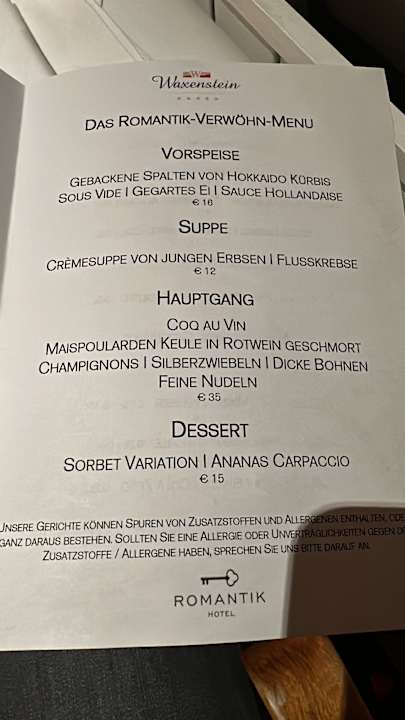 W
Waxenstein
DAS ROMANTIK-VERWÖHN-MENU
VORSPEISE
GEBACKENE SPALTEN VON HOKKAIDO KÜRBIS
SOUS VIDE | GEGARTES EI | SAUCE HOLLANDAISE
€ 16
SUPPE
CRÈMESUPPE VON JUNGEN ERBSEN | FLUSSKREBSE
€ 12
HAUPTGANG
COQ AU VIN
MAISPOULARDEN KEULE IN ROTWEIN GESCHMORT
CHAMPIGNONS | SILBERZWIEBELN | DICKE BOHNEN
FEINE NUDELN
€ 35
DESSERT
SORBET VARIATION | ANANAS CARPACCIO
€ 15
UNSERE GERICHTE KÖNNEN SPUREN VON ZUSATZSTOFFEN UND ALLERGENEN ENTHALTEN, ODE
GANZ DARAUS BESTEHEN. SOLLTEN SIE EINE ALLERGIE ODER UNVERTRÄGLICHKEITEN GEGEN DI
ZUSATZSTOFFE / ALLERGENE HABEN, SPRECHEN SIE UNS BITTE DARAUF AN.
ROMANTIK
HOTEL